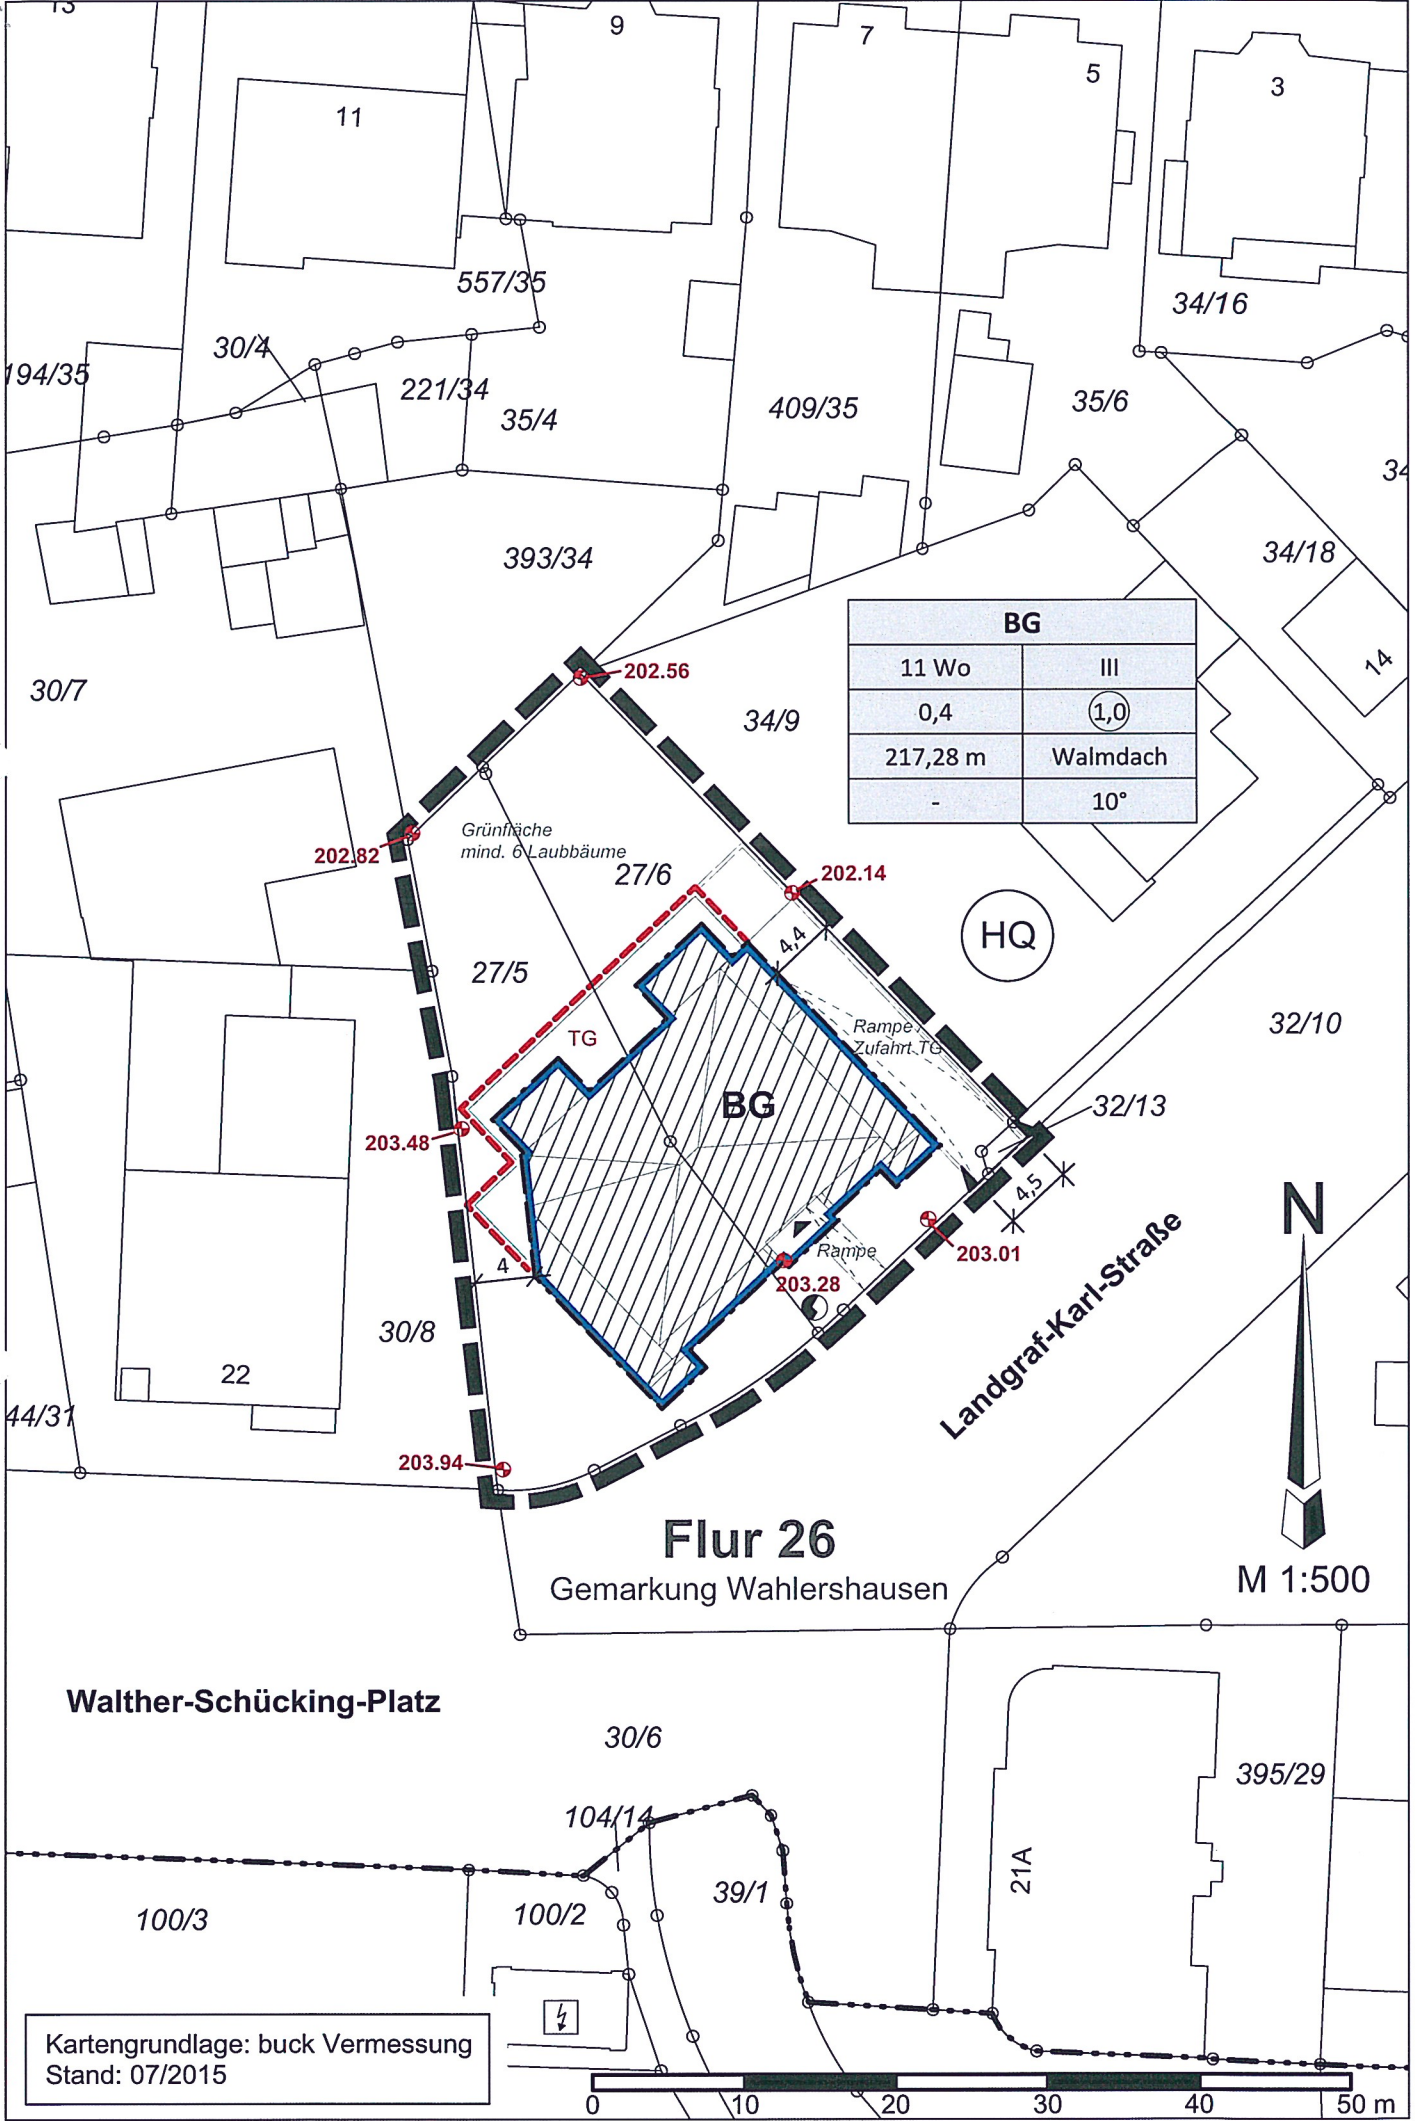 13
9
7
5
3
11
557/35
34/16
30/4
194/35
221/34
35/4
409/35
35/6
34
393/34
34/18
BG
11 Wo III
0,4 1,0
217,28 m Walmdach
- 10°
14
30/7
202.56
34/9
Grünfläche
mind. 6 Laubbäume
202.82
27/6
202.14
4,4
HQ
27/5
Rampe
Zufahrt TG
32/10
TG
BG
32/13
203.48
4,5
N
4
Rampe
203.01
203.28
30/8
Landgraf-Karl-Straße
22
44/31
203.94
Flur 26
Gemarkung Wahlershausen
M 1:500
Walther-Schücking-Platz
30/6
395/29
104/14
21A
39/1
100/3
100/2
Kartengrundlage: buck Vermessung
Stand: 07/2015
0 10 20 30 40 50 m